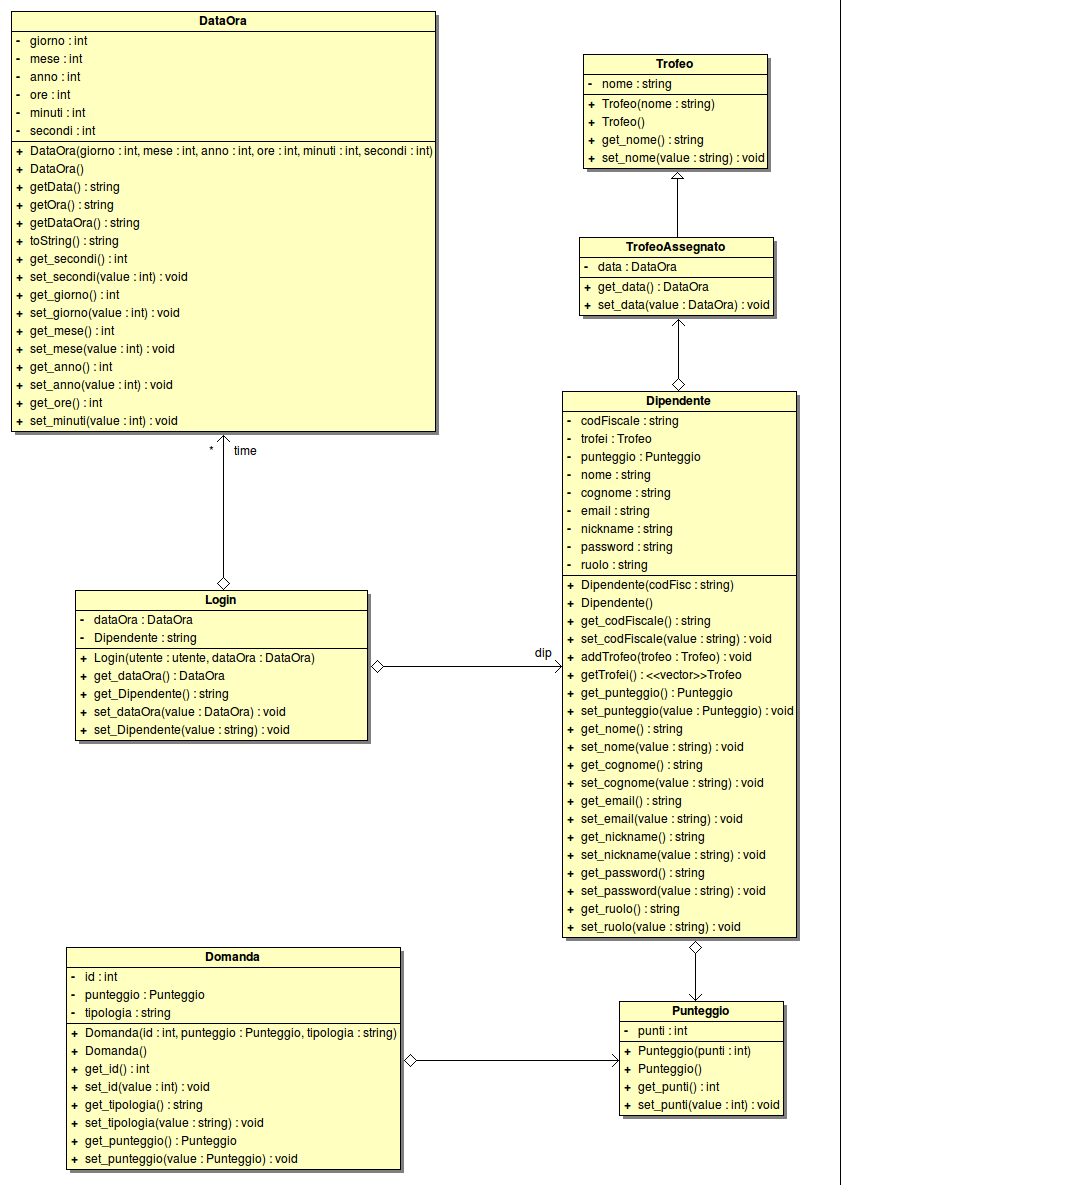 DataOra
- giorno : int
- mese : int
- anno : int
- ore : int
- minuti : int
- secondi : int
+ DataOra(giorno : int, mese : int, anno : int, ore : int, minuti : int, secondi : int)
+ DataOra()
+ getData() : string
+ getOra() : string
+ getDataOra() : string
+ toString() : string
+ get_secondi() : int
+ set_secondi(value : int) : void
+ get_giorno() : int
+ set_giorno(value : int) : void
+ get_mese() : int
+ set_mese(value : int) : void
+ get_anno() : int
+ set_anno(value : int) : void
+ get_ore() : int
+ set_minuti(value : int) : void
* time
Trofeo
- nome : string
+ Trofeo(nome : string)
+ Trofeo()
+ get_nome() : string
+ set_nome(value : string) : void
TrofeoAssegnato
- data : DataOra
+ get_data() : DataOra
+ set_data(value : DataOra) : void
Dipendente
- codFiscale : string
- trofei : Trofeo
- punteggio : Punteggio
- nome : string
- cognome : string
- email : string
- nickname : string
- password : string
- ruolo : string
+ Dipendente(codFisc : string)
+ Dipendente()
+ get_codFiscale() : string
+ set_codFiscale(value : string) : void
+ addTrofeo(trofeo : Trofeo) : void
+ getTrofei() : <<vector>>Trofeo
+ get_punteggio() : Punteggio
+ set_punteggio(value : Punteggio) : void
+ get_nome() : string
+ set_nome(value : string) : void
+ get_cognome() : string
+ set_cognome(value : string) : void
+ get_email() : string
+ set_email(value : string) : void
+ get_nickname() : string
+ set_nickname(value : string) : void
+ get_password() : string
+ set_password(value : string) : void
+ get_ruolo() : string
+ set_ruolo(value : string) : void
Login
- dataOra : DataOra
- Dipendente : string
+ Login(utente : utente, dataOra : DataOra)
+ get_dataOra() : DataOra
+ get_Dipendente() : string
+ set_dataOra(value : DataOra) : void
+ set_Dipendente(value : string) : void
dip
Domanda
- id : int
- punteggio : Punteggio
- tipologia : string
+ Domanda(id : int, punteggio : Punteggio, tipologia : string)
+ Domanda()
+ get_id() : int
+ set_id(value : int) : void
+ get_tipologia() : string
+ set_tipologia(value : string) : void
+ get_punteggio() : Punteggio
+ set_punteggio(value : Punteggio) : void
Punteggio
- punti : int
+ Punteggio(punti : int)
+ Punteggio()
+ get_punti() : int
+ set_punti(value : int) : void